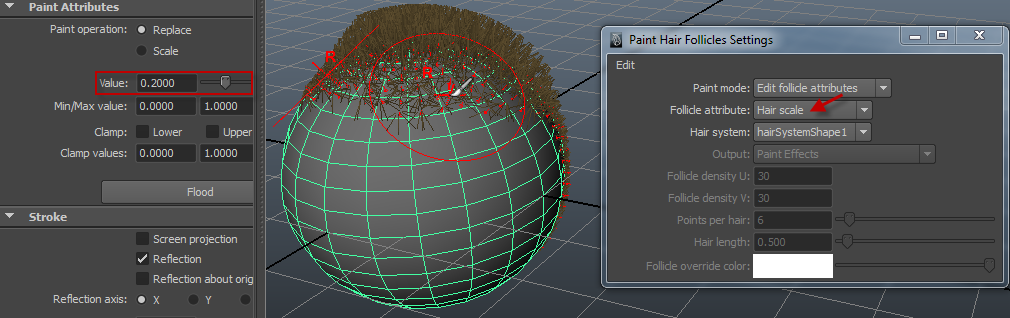 Paint Attributes
Paint operation: Replace
Scale
Value: 0.2000
Min/Max value: 0.0000 1.0000
Clamp: Lower Upper
Clamp values: 0.0000 1.0000
Flood
Stroke
Screen projection
Reflection
Reflection about orig
Reflection axis: X Y
R
R
Paint Hair Follicles Settings
Edit
Paint mode: Edit follicle attributes
Follicle attribute: Hair scale
Hair system: hairSystemShape1
Output: Paint Effects
Follicle density U: 30
Follicle density V: 30
Points per hair: 6
Hair length: 0.500
Follicle override color: